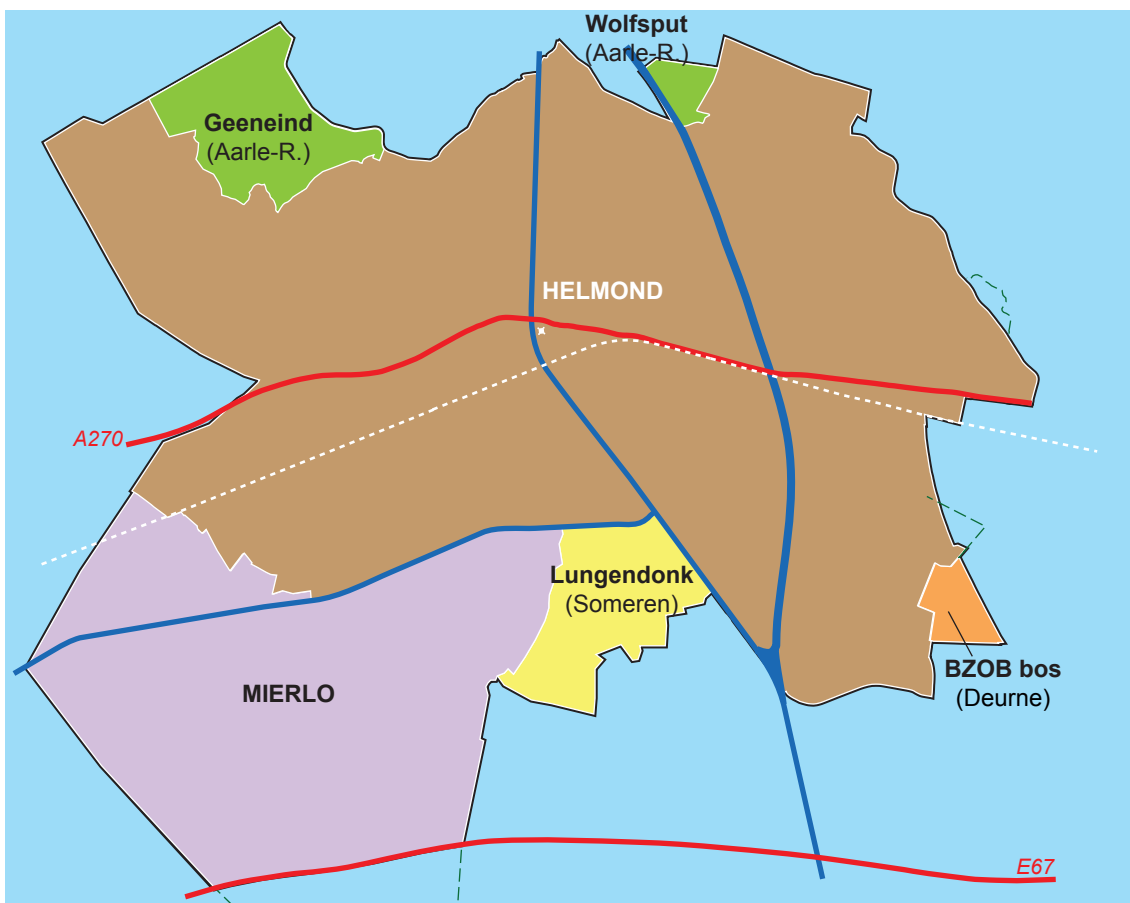 Wolfsput
(Aarle-R.)
Geeneind
(Aarle-R.)
HELMOND
A270
Lungendonk
(Someren)
BZOB bos
(Deurne)
MIERLO
E67